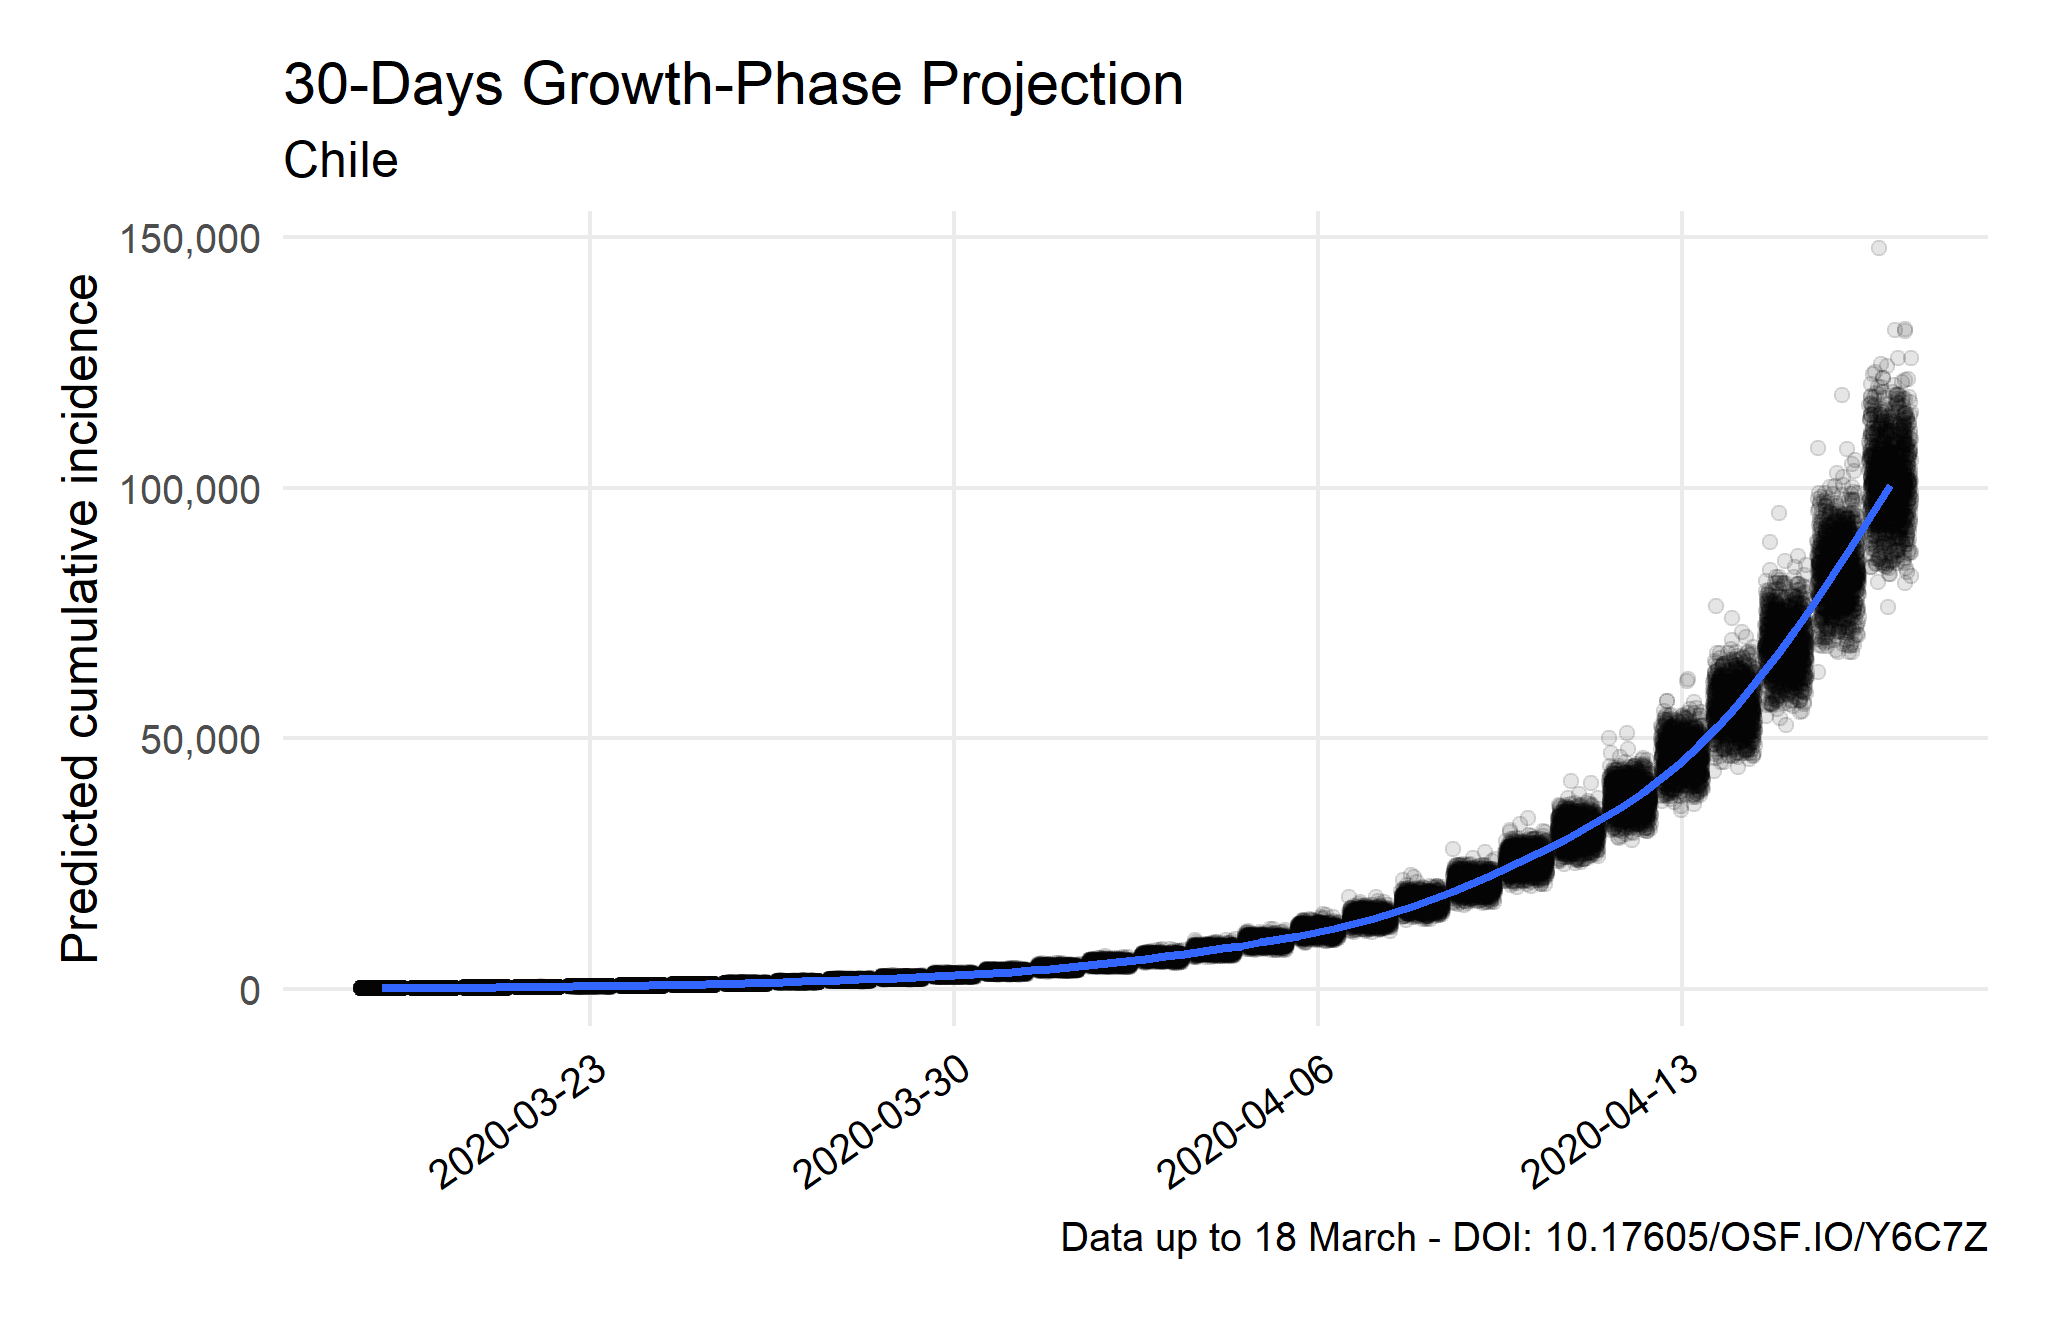 30-Days Growth-Phase Projection
Chile
Predicted cumulative incidence
150,000
100,000
50,000
0
2020-03-23
2020-03-30
2020-04-06
2020-04-13
Data up to 18 March - DOI: 10.17605/OSF.IO/Y6C7Z